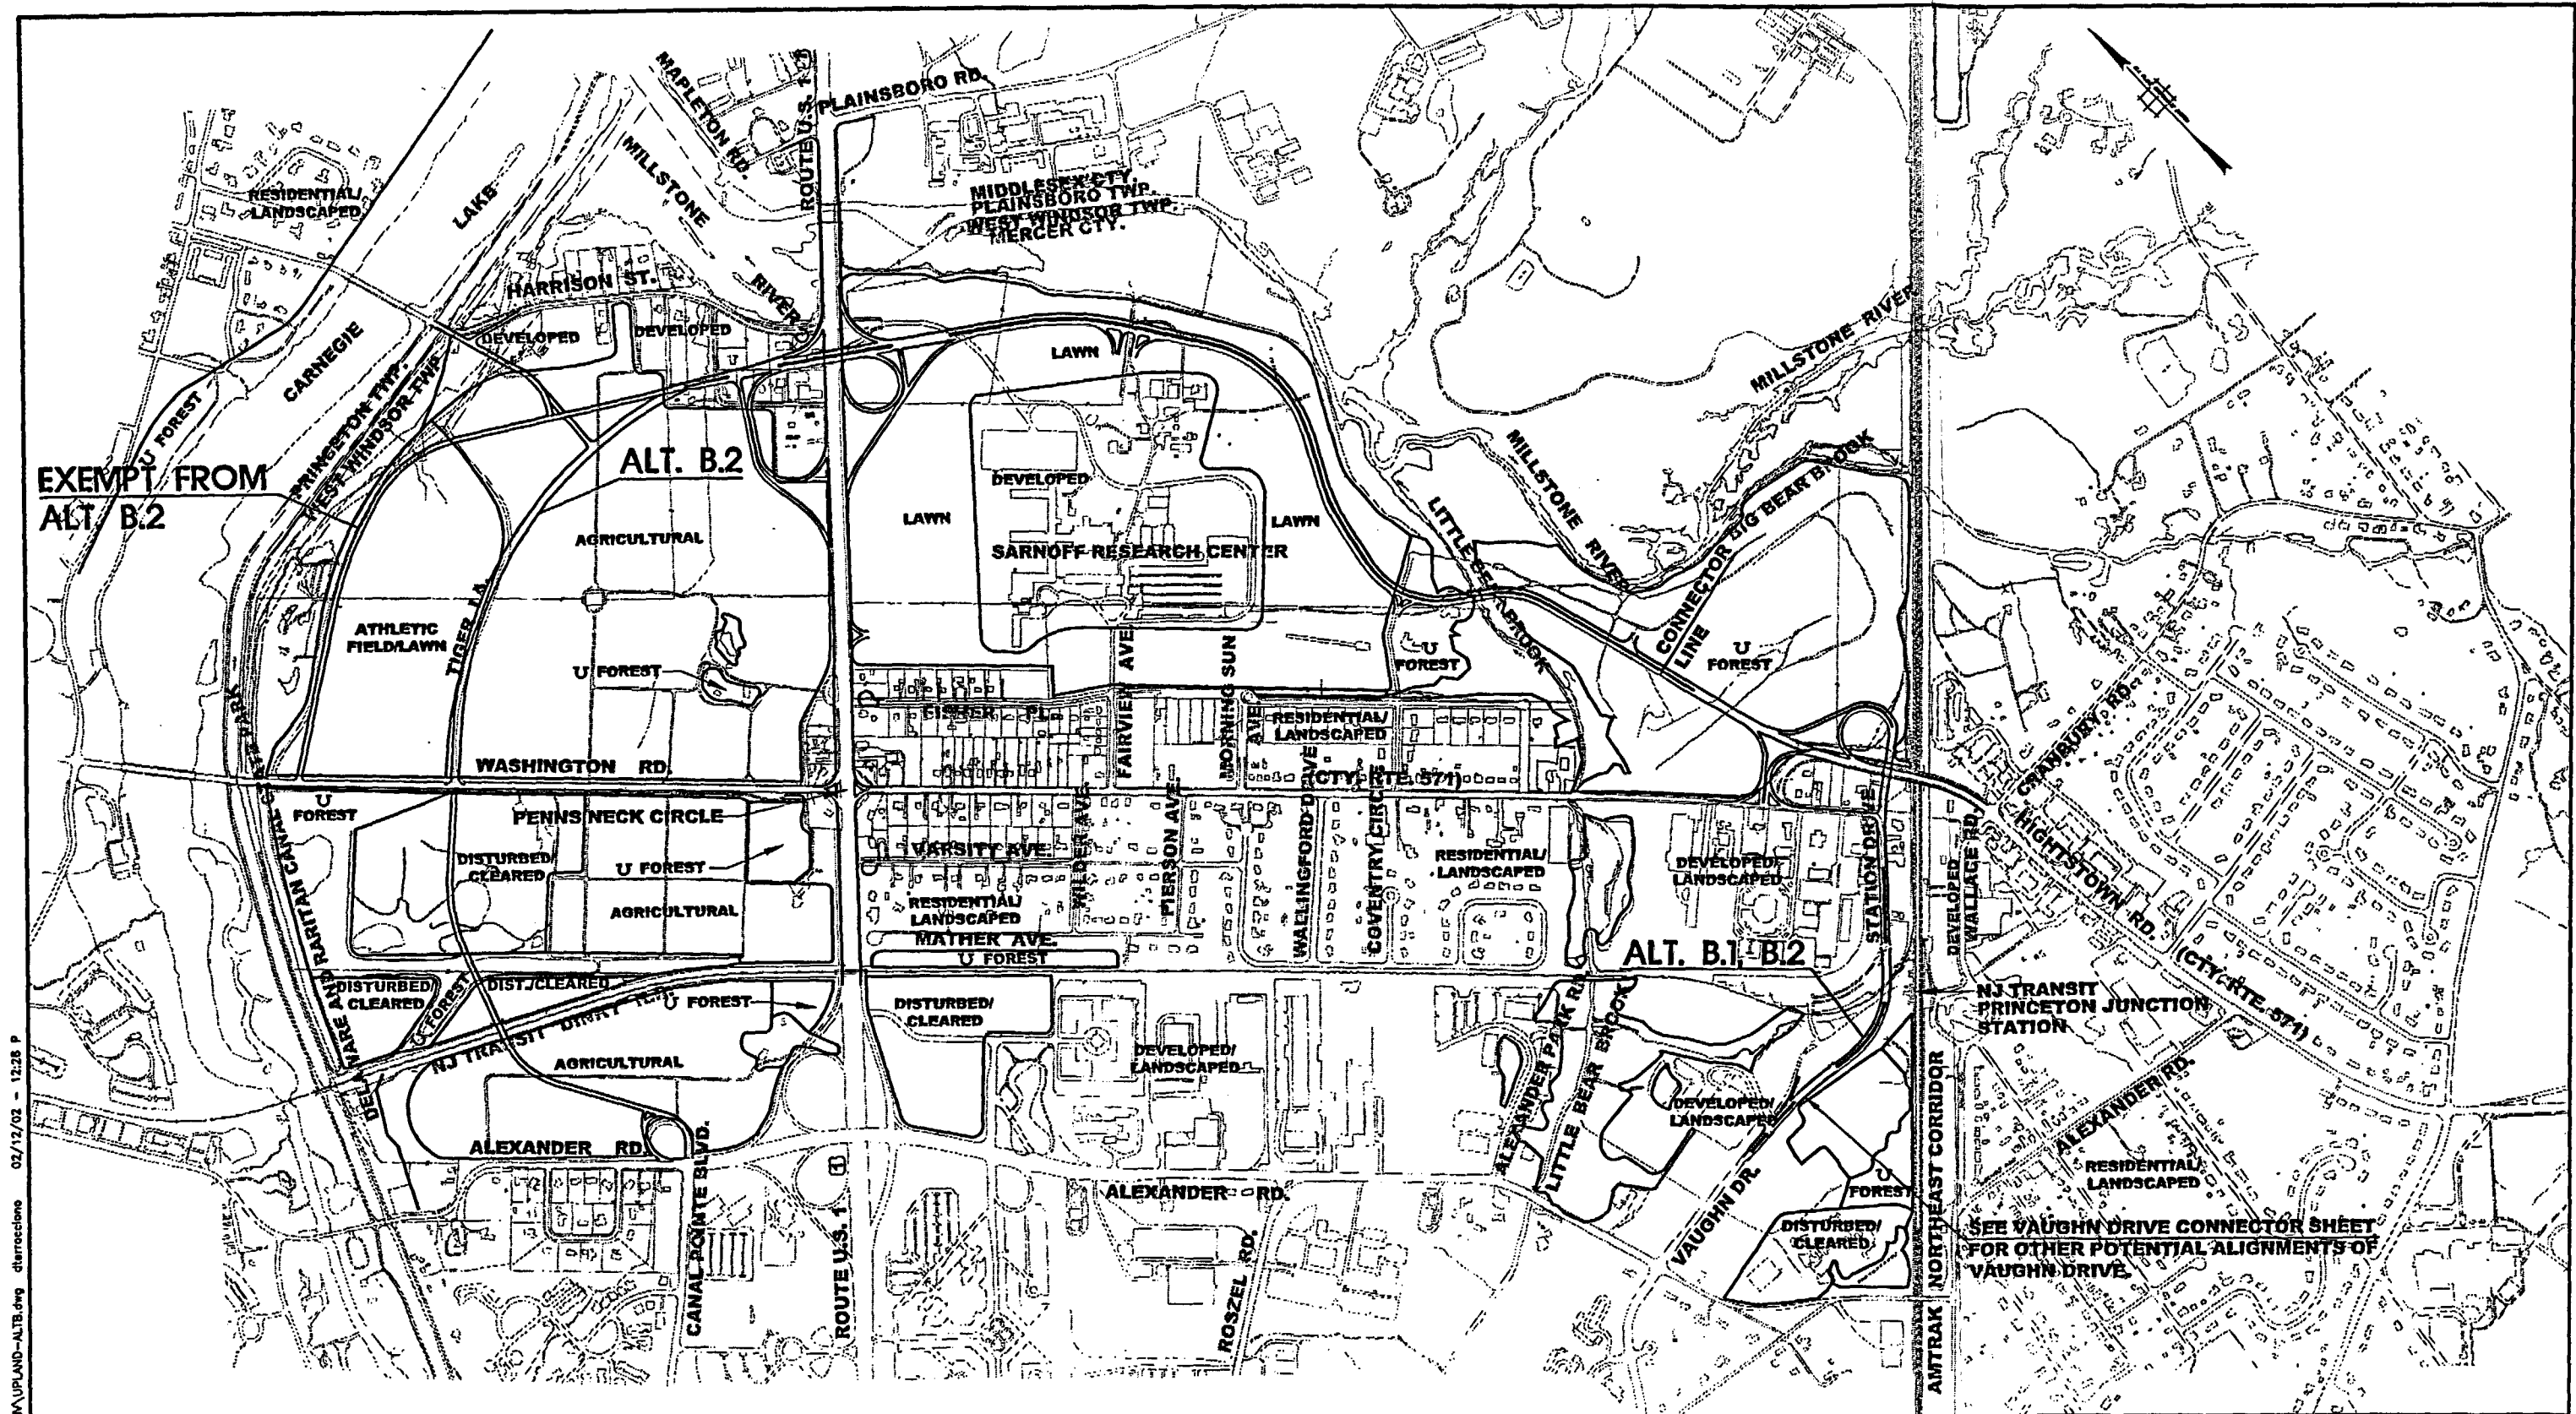 MAPLETON RD.
ROUTE U.S. 1
PLAINSBORO RD.
MILLSTONE
RIVER
MIDDLESEX CTY.
PLAINSBORO TWP.
WEST WINDSOR TWP.
MERCER CTY.
RESIDENTIAL/
LANDSCAPED
LAKE
CARNEGIE
HARRISON ST.
DEVELOPED
DEVELOPED
U FOREST
PRINCETON TWP.
WEST WINDSOR TWP.
EXEMPT FROM
ALT. B.2
ALT. B.2
LAWN
DEVELOPED
LAWN
LAWN
SARNOFF RESEARCH CENTER
AGRICULTURAL
ATHLETIC
FIELD/LAWN
TIGER LN.
U FOREST
MILLSTONE RIVER
MILLSTONE RIVER
LITTLE BEAR BROOK
BIG BEAR BROOK
CONNECTOR
LINE
U
FOREST
U
FOREST
FISHER PL.
FAIRVIEW AVE.
MORNING SUN
AVE.
RESIDENTIAL/
LANDSCAPED
WASHINGTON RD.
(CTY. RTE. 571)
CRANBURY RD.
U
FOREST
PENNS NECK CIRCLE
DISTURBED/
CLEARED
U FOREST
AGRICULTURAL
VARSITY AVE.
WILDER AVE.
PIERSON AVE.
WALLINGFORD DRAVE
COVENTRY CIRCLE
RESIDENTIAL/
LANDSCAPED
RESIDENTIAL/
LANDSCAPED
MATHER AVE.
U FOREST
DEVELOPED/
LANDSCAPED
STATION DRIVE
DEVELOPED
WALLACE RD.
HIGHTSTOWN RD.
(CTY. RTE. 571)
ALT. B.1, B.2
DELAWARE AND RARITAN CANAL STATE PARK
DISTURBED/
CLEARED
U FOREST
DIST./CLEARED
U FOREST
NJ TRANSIT DINKY R.R.
AGRICULTURAL
DISTURBED/
CLEARED
DEVELOPED/
LANDSCAPED
ALEXANDER PARK RD.
LITTLE BEAR BROOK
DEVELOPED/
LANDSCAPED
NJ TRANSIT
PRINCETON JUNCTION
STATION
ALEXANDER RD.
ALEXANDER RD.
CANAL POINTE BLVD.
1
ROUTE U.S. 1
ALEXANDER RD.
ROSZEL RD.
VAUGHN DR.
U
FOREST
DISTURBED/
CLEARED
AMTRAK NORTHEAST CORRIDOR
RESIDENTIAL/
LANDSCAPED
SEE VAUGHN DRIVE CONNECTOR SHEET
FOR OTHER POTENTIAL ALIGNMENTS OF
VAUGHN DRIVE.
UPLAND-ALTB.dwg 02/12/02 - 12:28 P